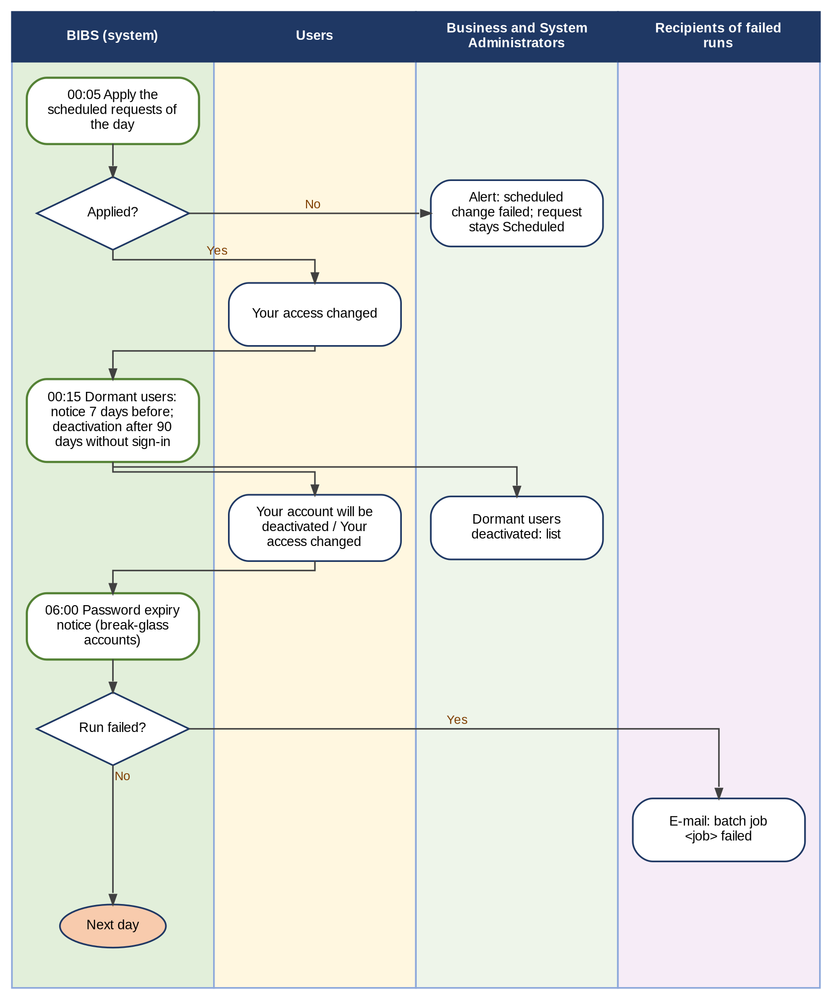 BIBS (system)
Users
Business and System
Administrators
Recipients of failed
runs
00:05 Apply the
scheduled requests of
the day
Applied?
No
Alert: scheduled
change failed; request
stays Scheduled
Yes
Your access changed
00:15 Dormant users:
notice 7 days before;
deactivation after 90
days without sign-in
Your account will be
deactivated / Your
access changed
Dormant users
deactivated: list
06:00 Password expiry
notice (break-glass
accounts)
Run failed?
Yes
No
E-mail: batch job
<job> failed
Next day